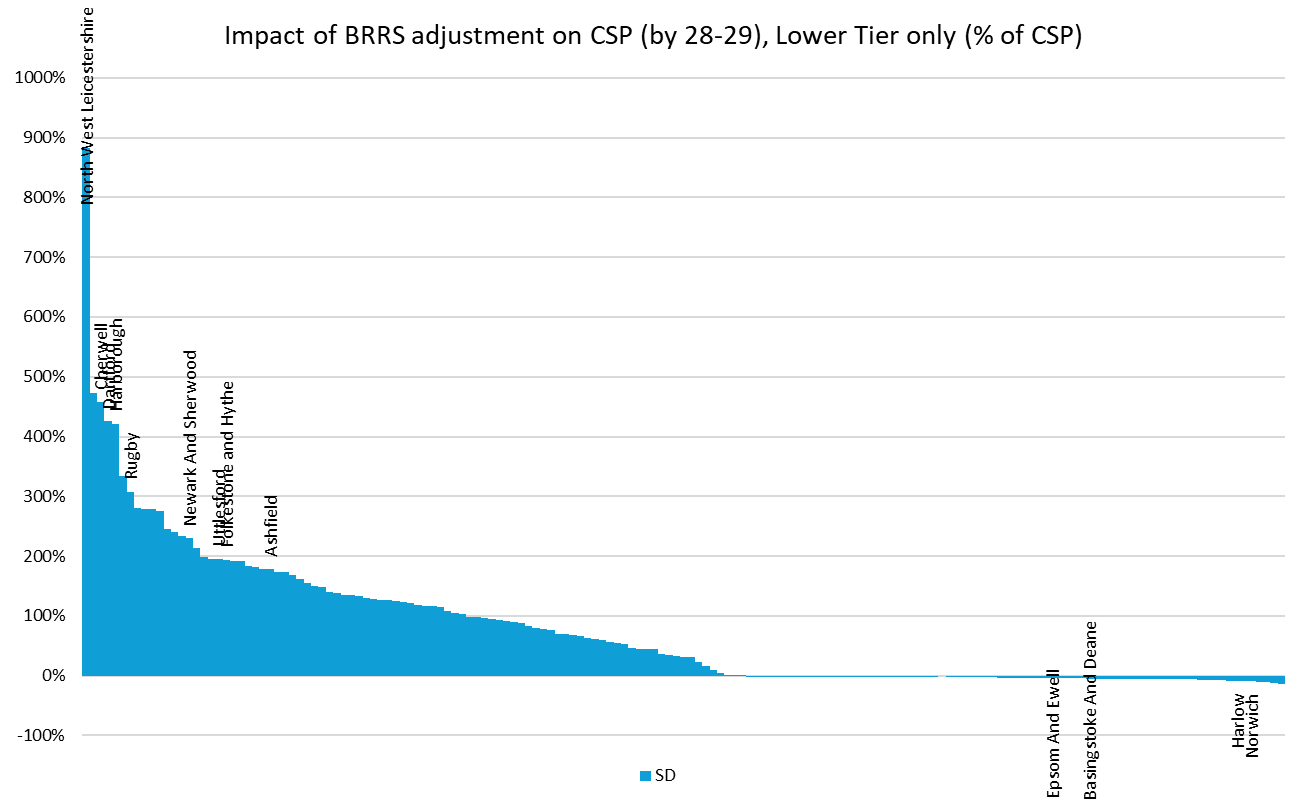 Impact of BRRS adjustment on CSP (by 28-29), Lower Tier only (% of CSP)
1000%
900%
800%
700%
600%
500%
400%
300%
200%
100%
0%
-100%
North West Leicestershire
Cherwell
Dartford
Harborough
Rugby
Newark And Sherwood
Uttlesford
Folkestone and Hythe
Ashfield
Epsom And Ewell
Basingstoke And Deane
Harlow
Norwich
SD